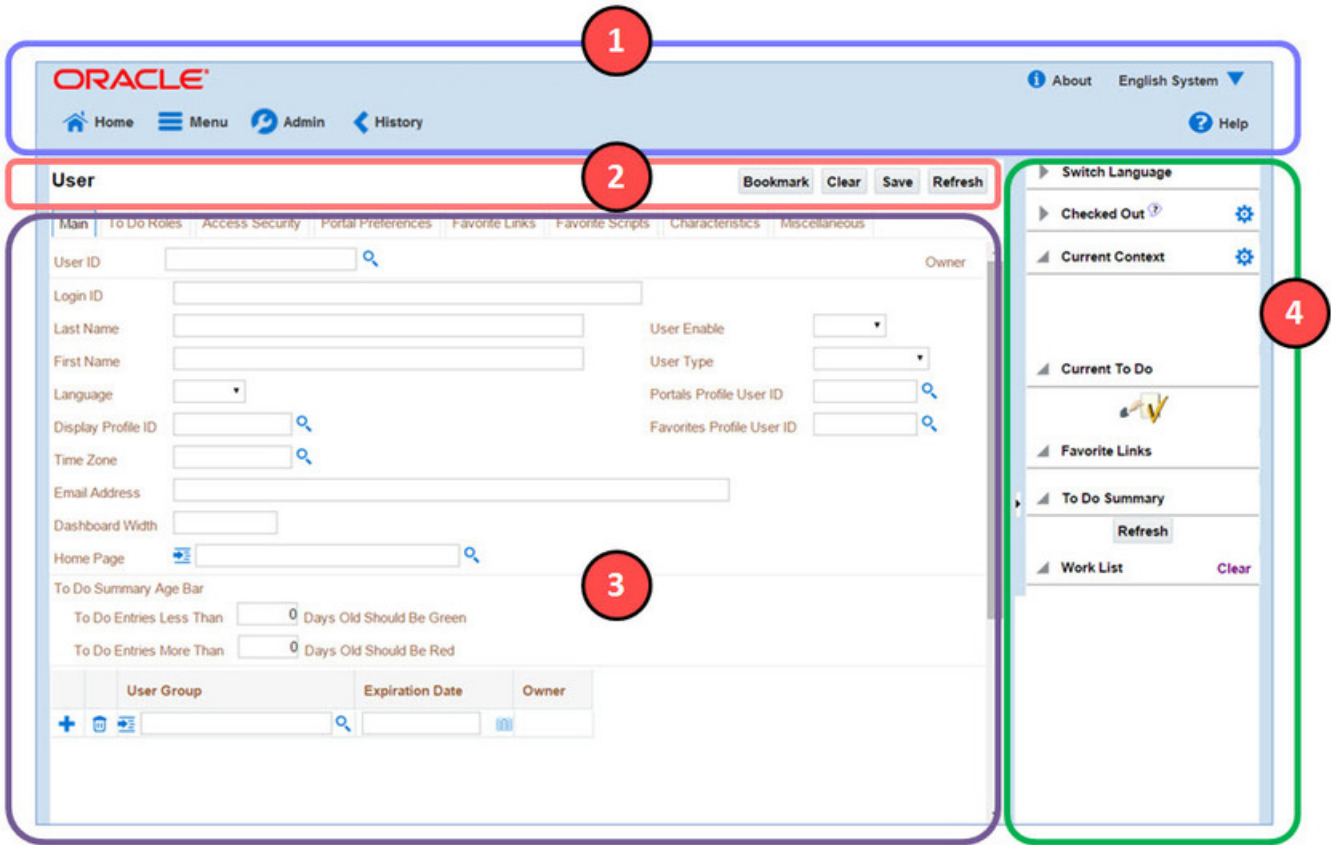 1
ORACLE
About English System
Home Menu Admin History
Help
User
2
Bookmark Clear Save Refresh
Main To Do Roles Access Security Portal Preferences Favorite Links Favorite Scripts Characteristics Miscellaneous
User ID Owner
Login ID
Last Name User Enable
First Name User Type
Language Portals Profile User ID
Display Profile ID Favorites Profile User ID
Time Zone
Email Address
Dashboard Width
Home Page
3
To Do Summary Age Bar
To Do Entries Less Than 0 Days Old Should Be Green
To Do Entries More Than 0 Days Old Should Be Red
User Group Expiration Date Owner
Switch Language
Checked Out ?
Current Context
4
Current To Do
Favorite Links
To Do Summary
Refresh
Work List Clear